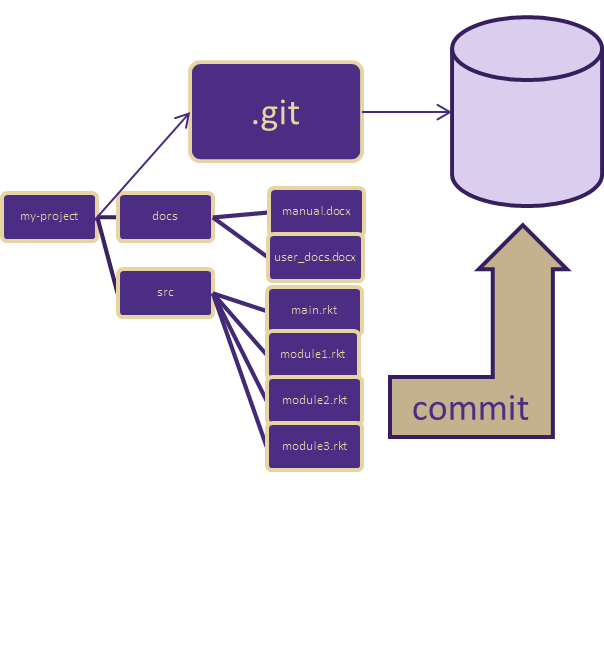 .git
my-project
docs
manual.docx
user_docs.docx
src
main.rkt
module1.rkt
module2.rkt
module3.rkt
commit